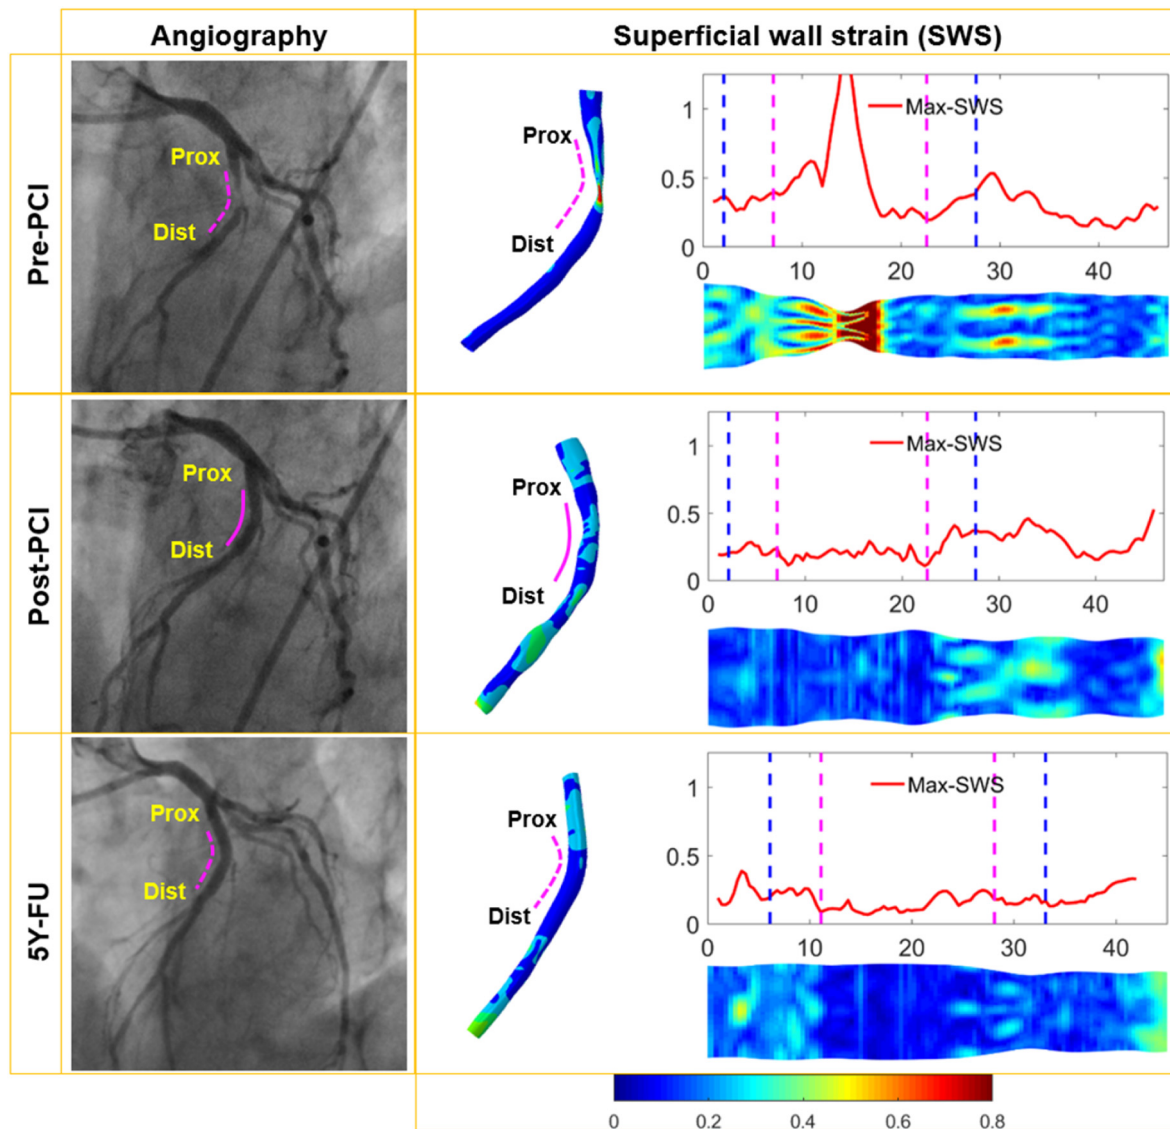 Angiography
Superficial wall strain (SWS)
Pre-PCI
Prox
Dist
Prox
Dist
Max-SWS
1
0.5
0
0 10 20 30 40
Post-PCI
Prox
Dist
Prox
Dist
Max-SWS
1
0.5
0
0 10 20 30 40
5Y-FU
Prox
Dist
Prox
Dist
Max-SWS
1
0.5
0
0 10 20 30 40
0 0.2 0.4 0.6 0.8